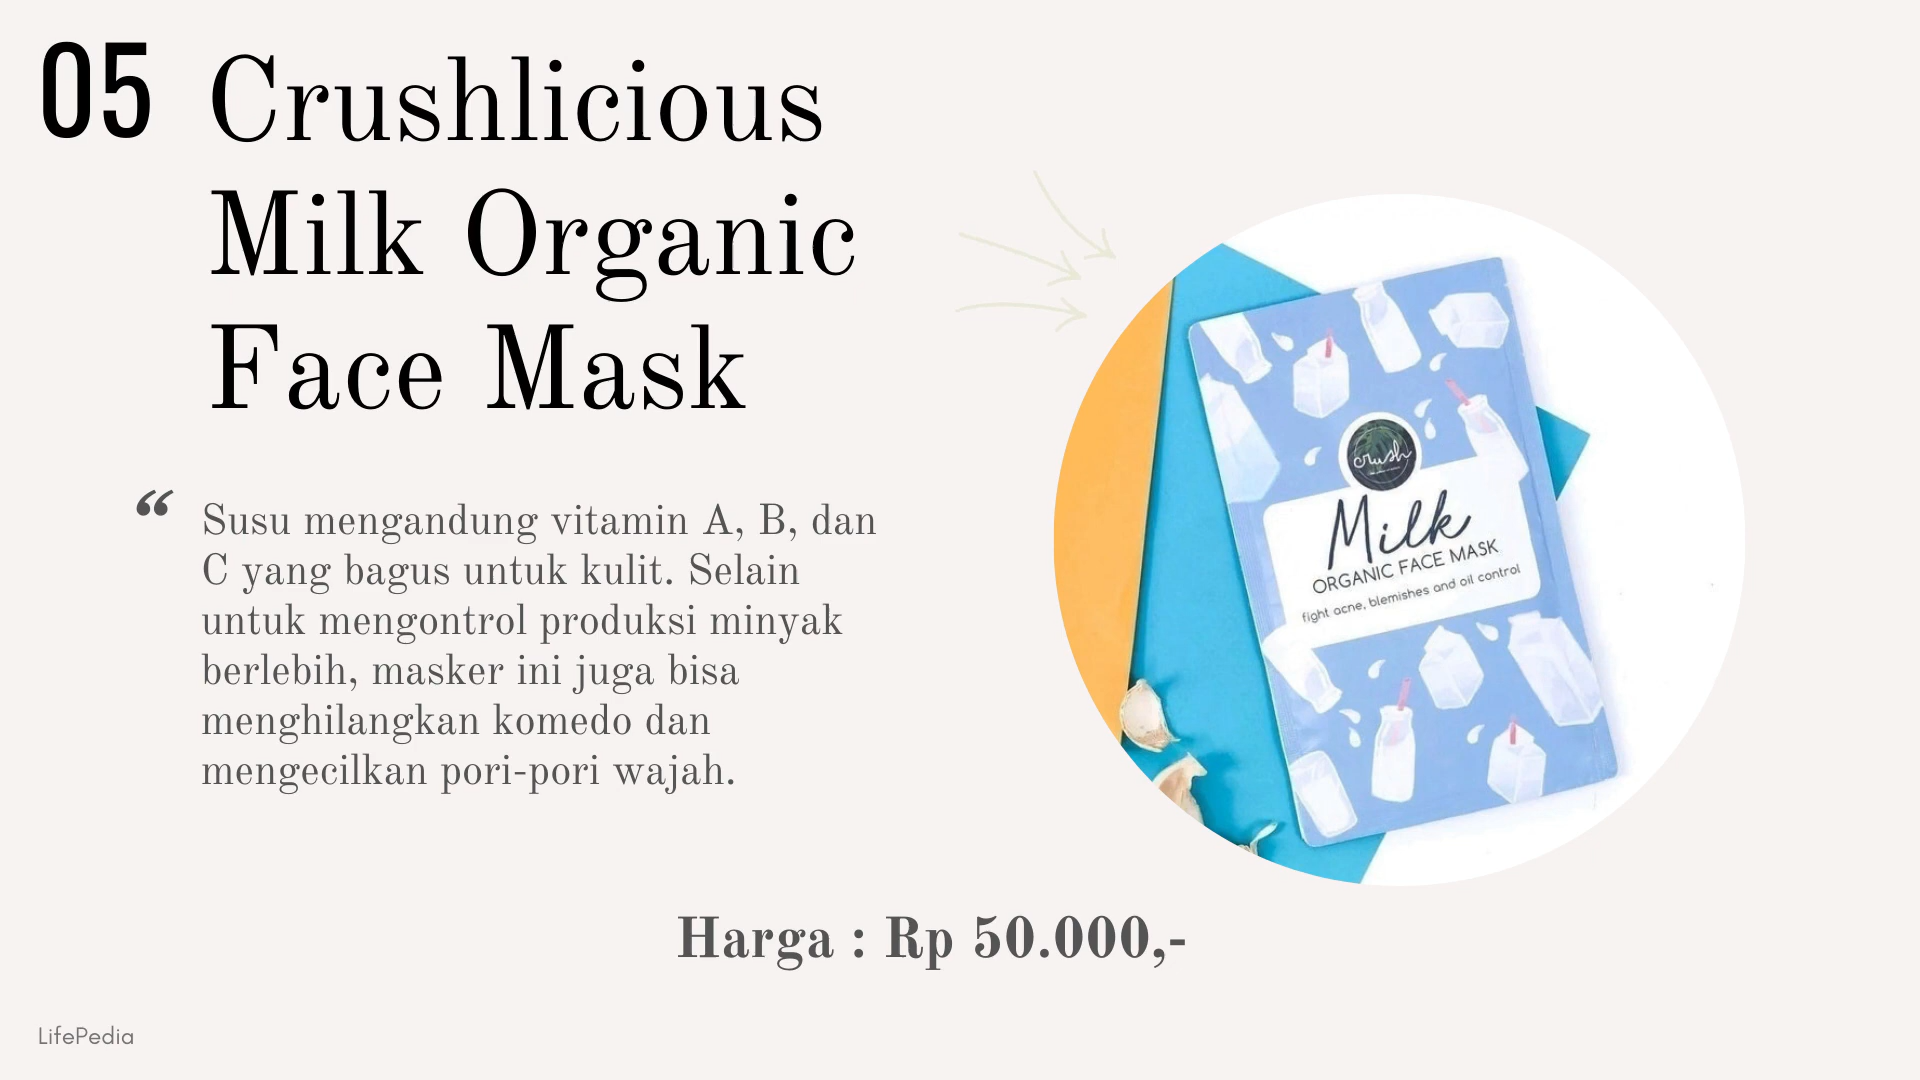 05
Crushlicious
Milk Organic
Face Mask
“
Susu mengandung vitamin A, B, dan
C yang bagus untuk kulit. Selain
untuk mengontrol produksi minyak
berlebih, masker ini juga bisa
menghilangkan komedo dan
mengecilkan pori-pori wajah.
crush
Milk
ORGANIC FACE MASK
fight acne, blemishes and oil control
Harga : Rp 50.000,-
LifePedia